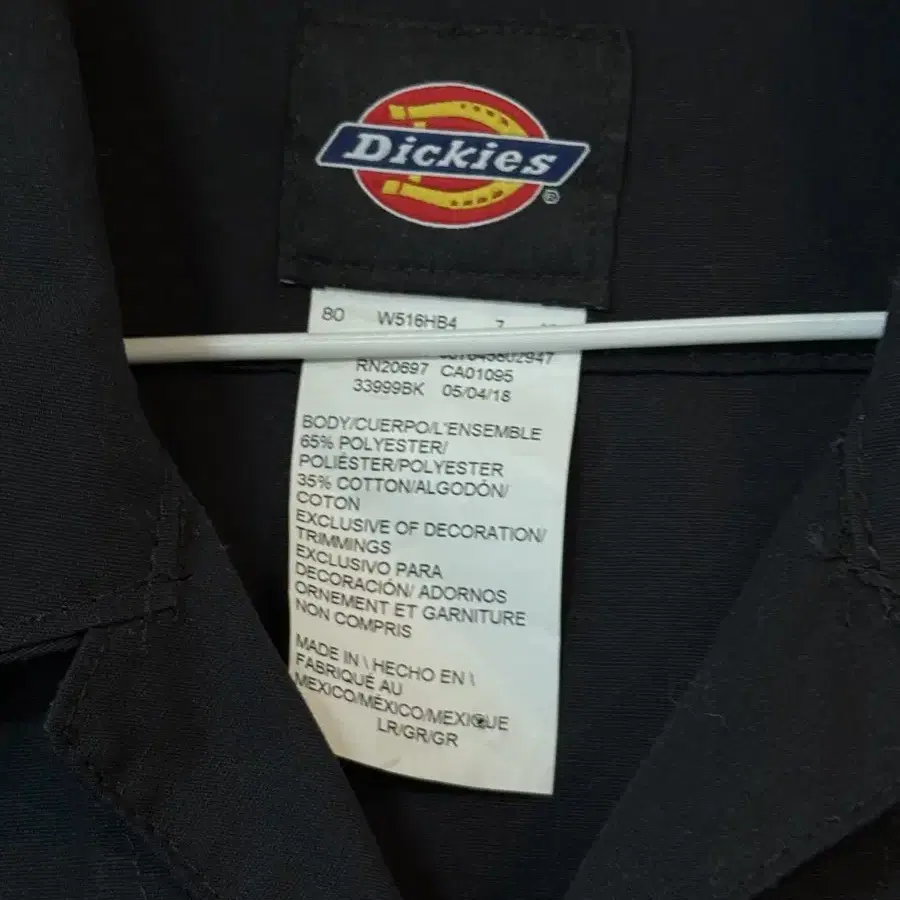 Dickies
®
80 W516HB4 7
RN20697 CA01095
33999BK 05/04/18
BODY/CUERPO/L'ENSEMBLE
65% POLYESTER/
POLIÉSTER/POLYESTER
35% COTTON/ALGODÓN/
COTON
EXCLUSIVE OF DECORATION/
TRIMMINGS
EXCLUSIVO PARA
DECORACIÓN/ ADORNOS
ORNEMENT ET GARNITURE
NON COMPRIS
MADE IN \ HECHO EN \
FABRIQUÉ AU
MEXICO/MÉXICO/MEXIQUE
LR/GR/GR